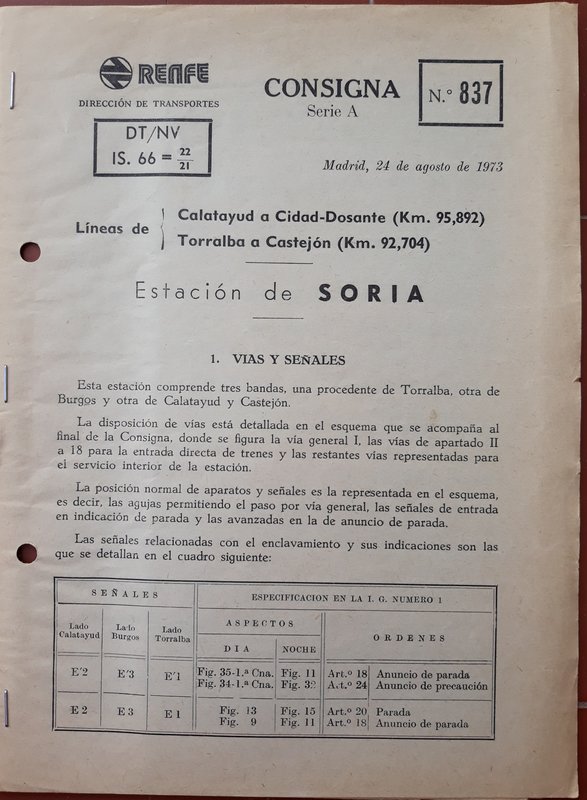 RENFE
DIRECCIÓN DE TRANSPORTES
DT/NV
IS. 66 = 22/21
CONSIGNA
Serie A
N.º 837
Madrid, 24 de agosto de 1973
Líneas de
Calatayud a Cidad-Dosante (Km. 95,892)
Torralba a Castejón (Km. 92,704)
Estación de SORIA
1. VIAS Y SEÑALES
Esta estación comprende tres bandas, una procedente de Torralba, otra de
Burgos y otra de Calatayud y Castejón.
La disposición de vías está detallada en el esquema que se acompaña al
final de la Consigna, donde se figura la vía general I, las vías de apartado II
a 18 para la entrada directa de trenes y las restantes vías representadas para
el servicio interior de la estación.
La posición normal de aparatos y señales es la representada en el esquema,
es decir, las agujas permitiendo el paso por vía general, las señales de entrada
en indicación de parada y las avanzadas en la de anuncio de parada.
Las señales relacionadas con el enclavamiento y sus indicaciones son las
que se detallan en el cuadro siguiente:
SEÑALES
ESPECIFICACION EN LA I. G. NUMERO 1
Lado Calatayud
Lado Burgos
Lado Torralba
ASPECTOS
DIA
NOCHE
ORDENES
E'2 E'3 E'1 Fig. 35-1.ª Cna. Fig. 11 Art.º 18 Anuncio de parada
Fig. 34-1.ª Cna. Fig. 32 Art.º 24 Anuncio de precaución
E 2 E 3 E 1 Fig. 13 Fig. 15 Art.º 20 Parada
Fig. 9 Fig. 11 Art.º 18 Anuncio de parada